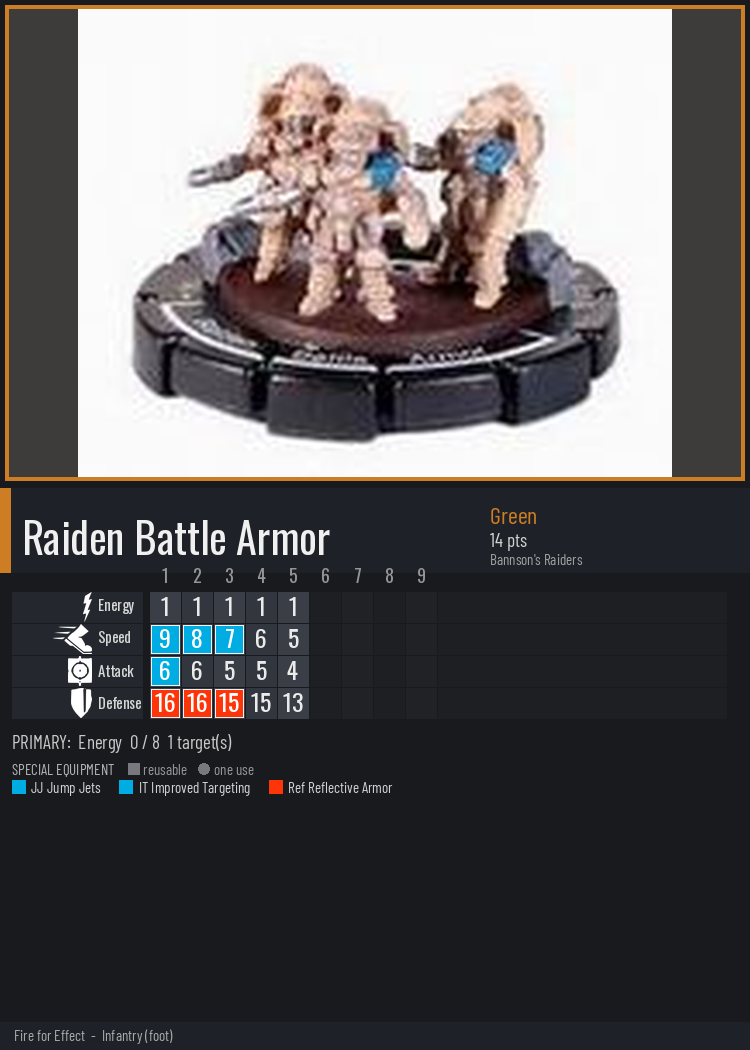 Armor
Raiden Battle Armor
Green
14 pts
Bannson's Raiders
1 2 3 4 5 6 7 8 9
Energy 1 1 1 1 1
Speed 9 8 7 6 5
Attack 6 6 5 5 4
Defense 16 16 15 15 13
PRIMARY: Energy 0 / 8 1 target(s)
SPECIAL EQUIPMENT reusable one use
JJ Jump Jets IT Improved Targeting Ref Reflective Armor
Fire for Effect - Infantry (foot)